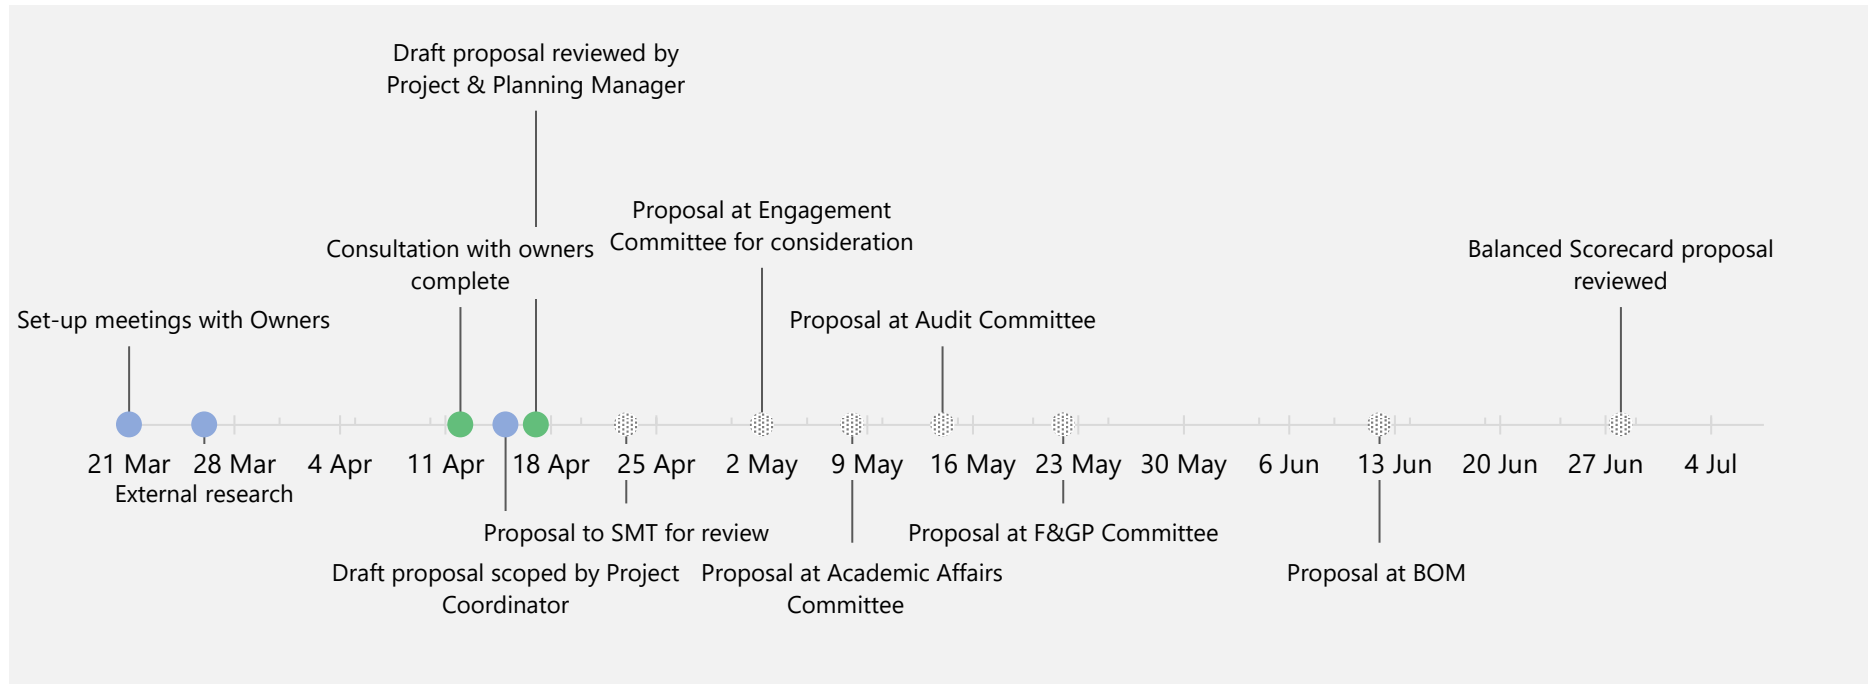 Draft proposal reviewed by
Project & Planning Manager
Proposal at Engagement
Committee for consideration
Consultation with owners
complete
Balanced Scorecard proposal
reviewed
Set-up meetings with Owners
Proposal at Audit Committee
21 Mar 28 Mar 4 Apr 11 Apr 18 Apr 25 Apr 2 May 9 May 16 May 23 May 30 May 6 Jun 13 Jun 20 Jun 27 Jun 4 Jul
External research
Proposal to SMT for review
Proposal at F&GP Committee
Draft proposal scoped by Project
Coordinator
Proposal at Academic Affairs
Committee
Proposal at BOM